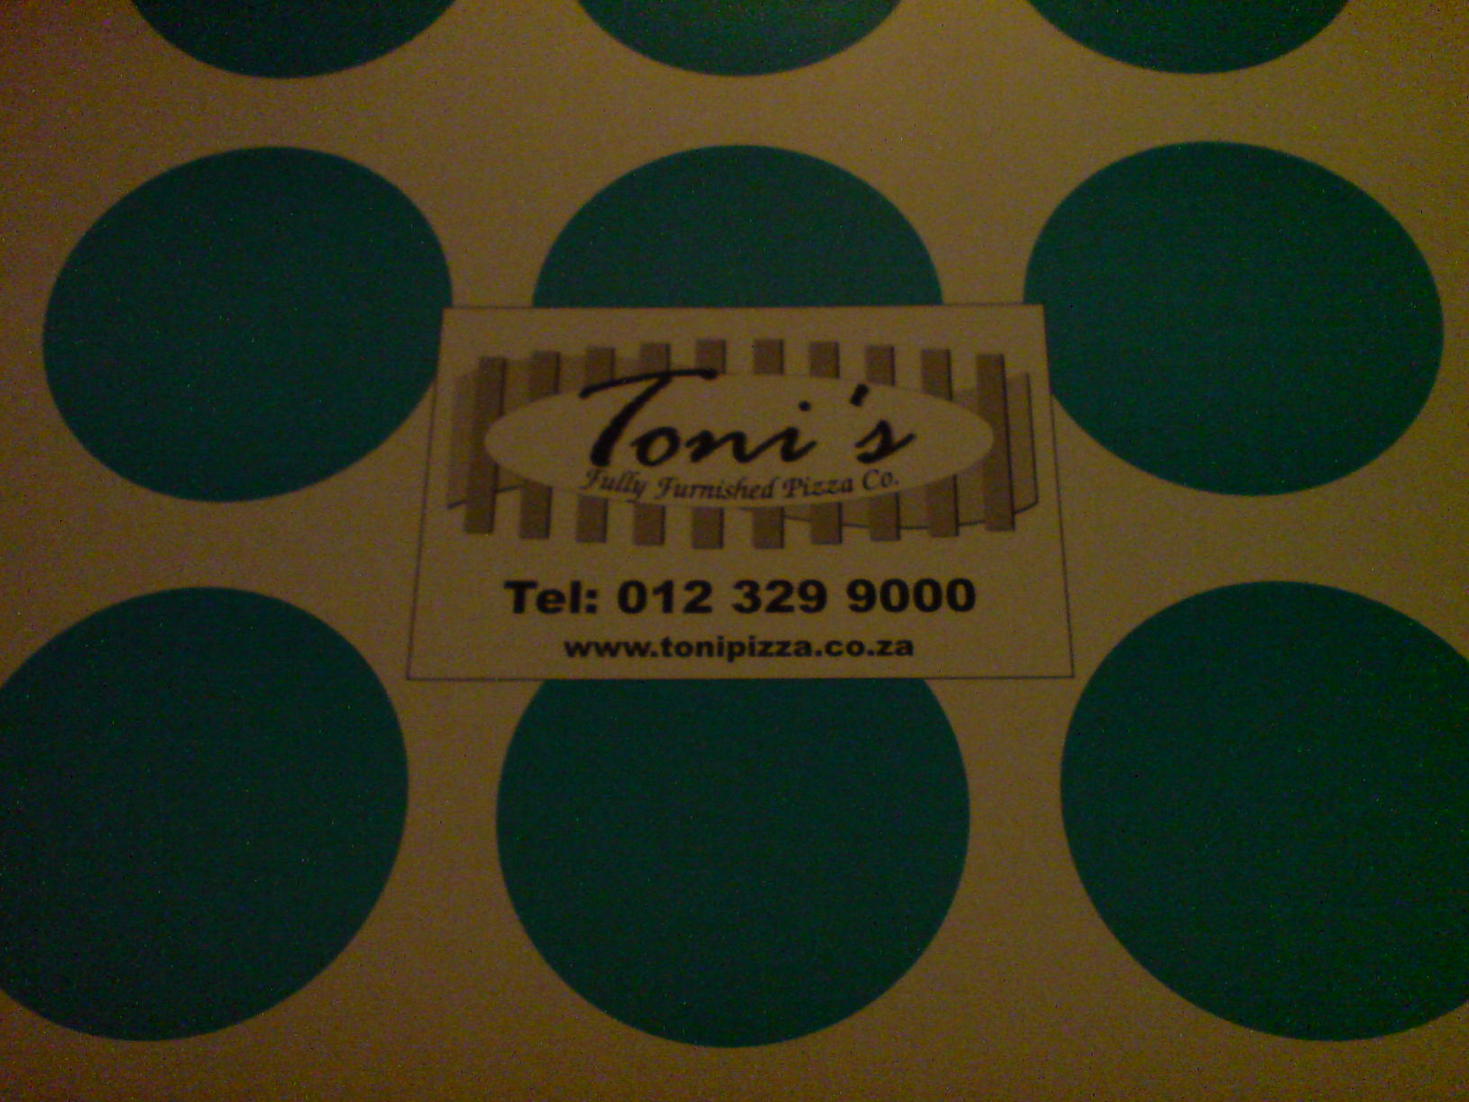 Toni's
Fully Furnished Pizza Co.
Tel: 012 329 9000
www.tonipizza.co.za